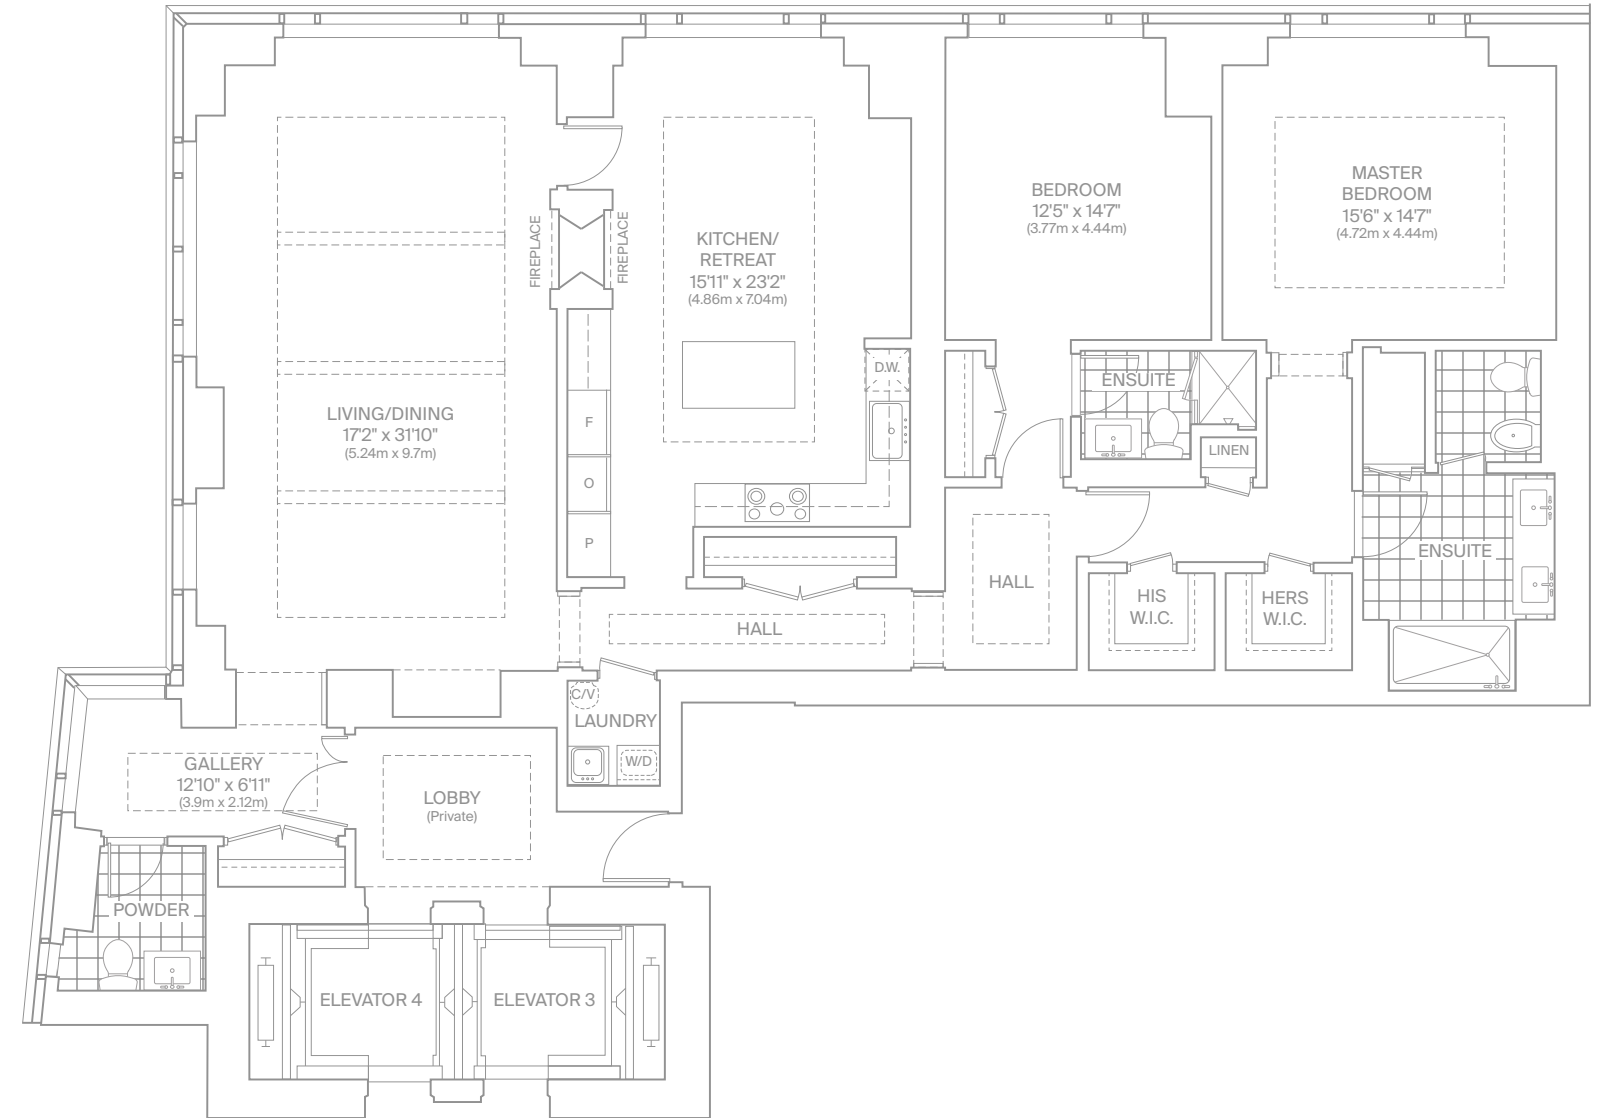 BEDROOM
12'5" x 14'7"
(3.77m x 4.44m)
MASTER
BEDROOM
15'6" x 14'7"
(4.72m x 4.44m)
FIREPLACE
FIREPLACE
KITCHEN/
RETREAT
15'11" x 23'2"
(4.86m x 7.04m)
D.W.
ENSUITE
LIVING/DINING
17'2" x 31'10"
(5.24m x 9.7m)
F
LINEN
O
P
ENSUITE
HALL
HIS
W.I.C.
HERS
W.I.C.
HALL
C/V
LAUNDRY
W/D
GALLERY
12'10" x 6'11"
(3.9m x 2.12m)
LOBBY
(Private)
POWDER
ELEVATOR 4
ELEVATOR 3